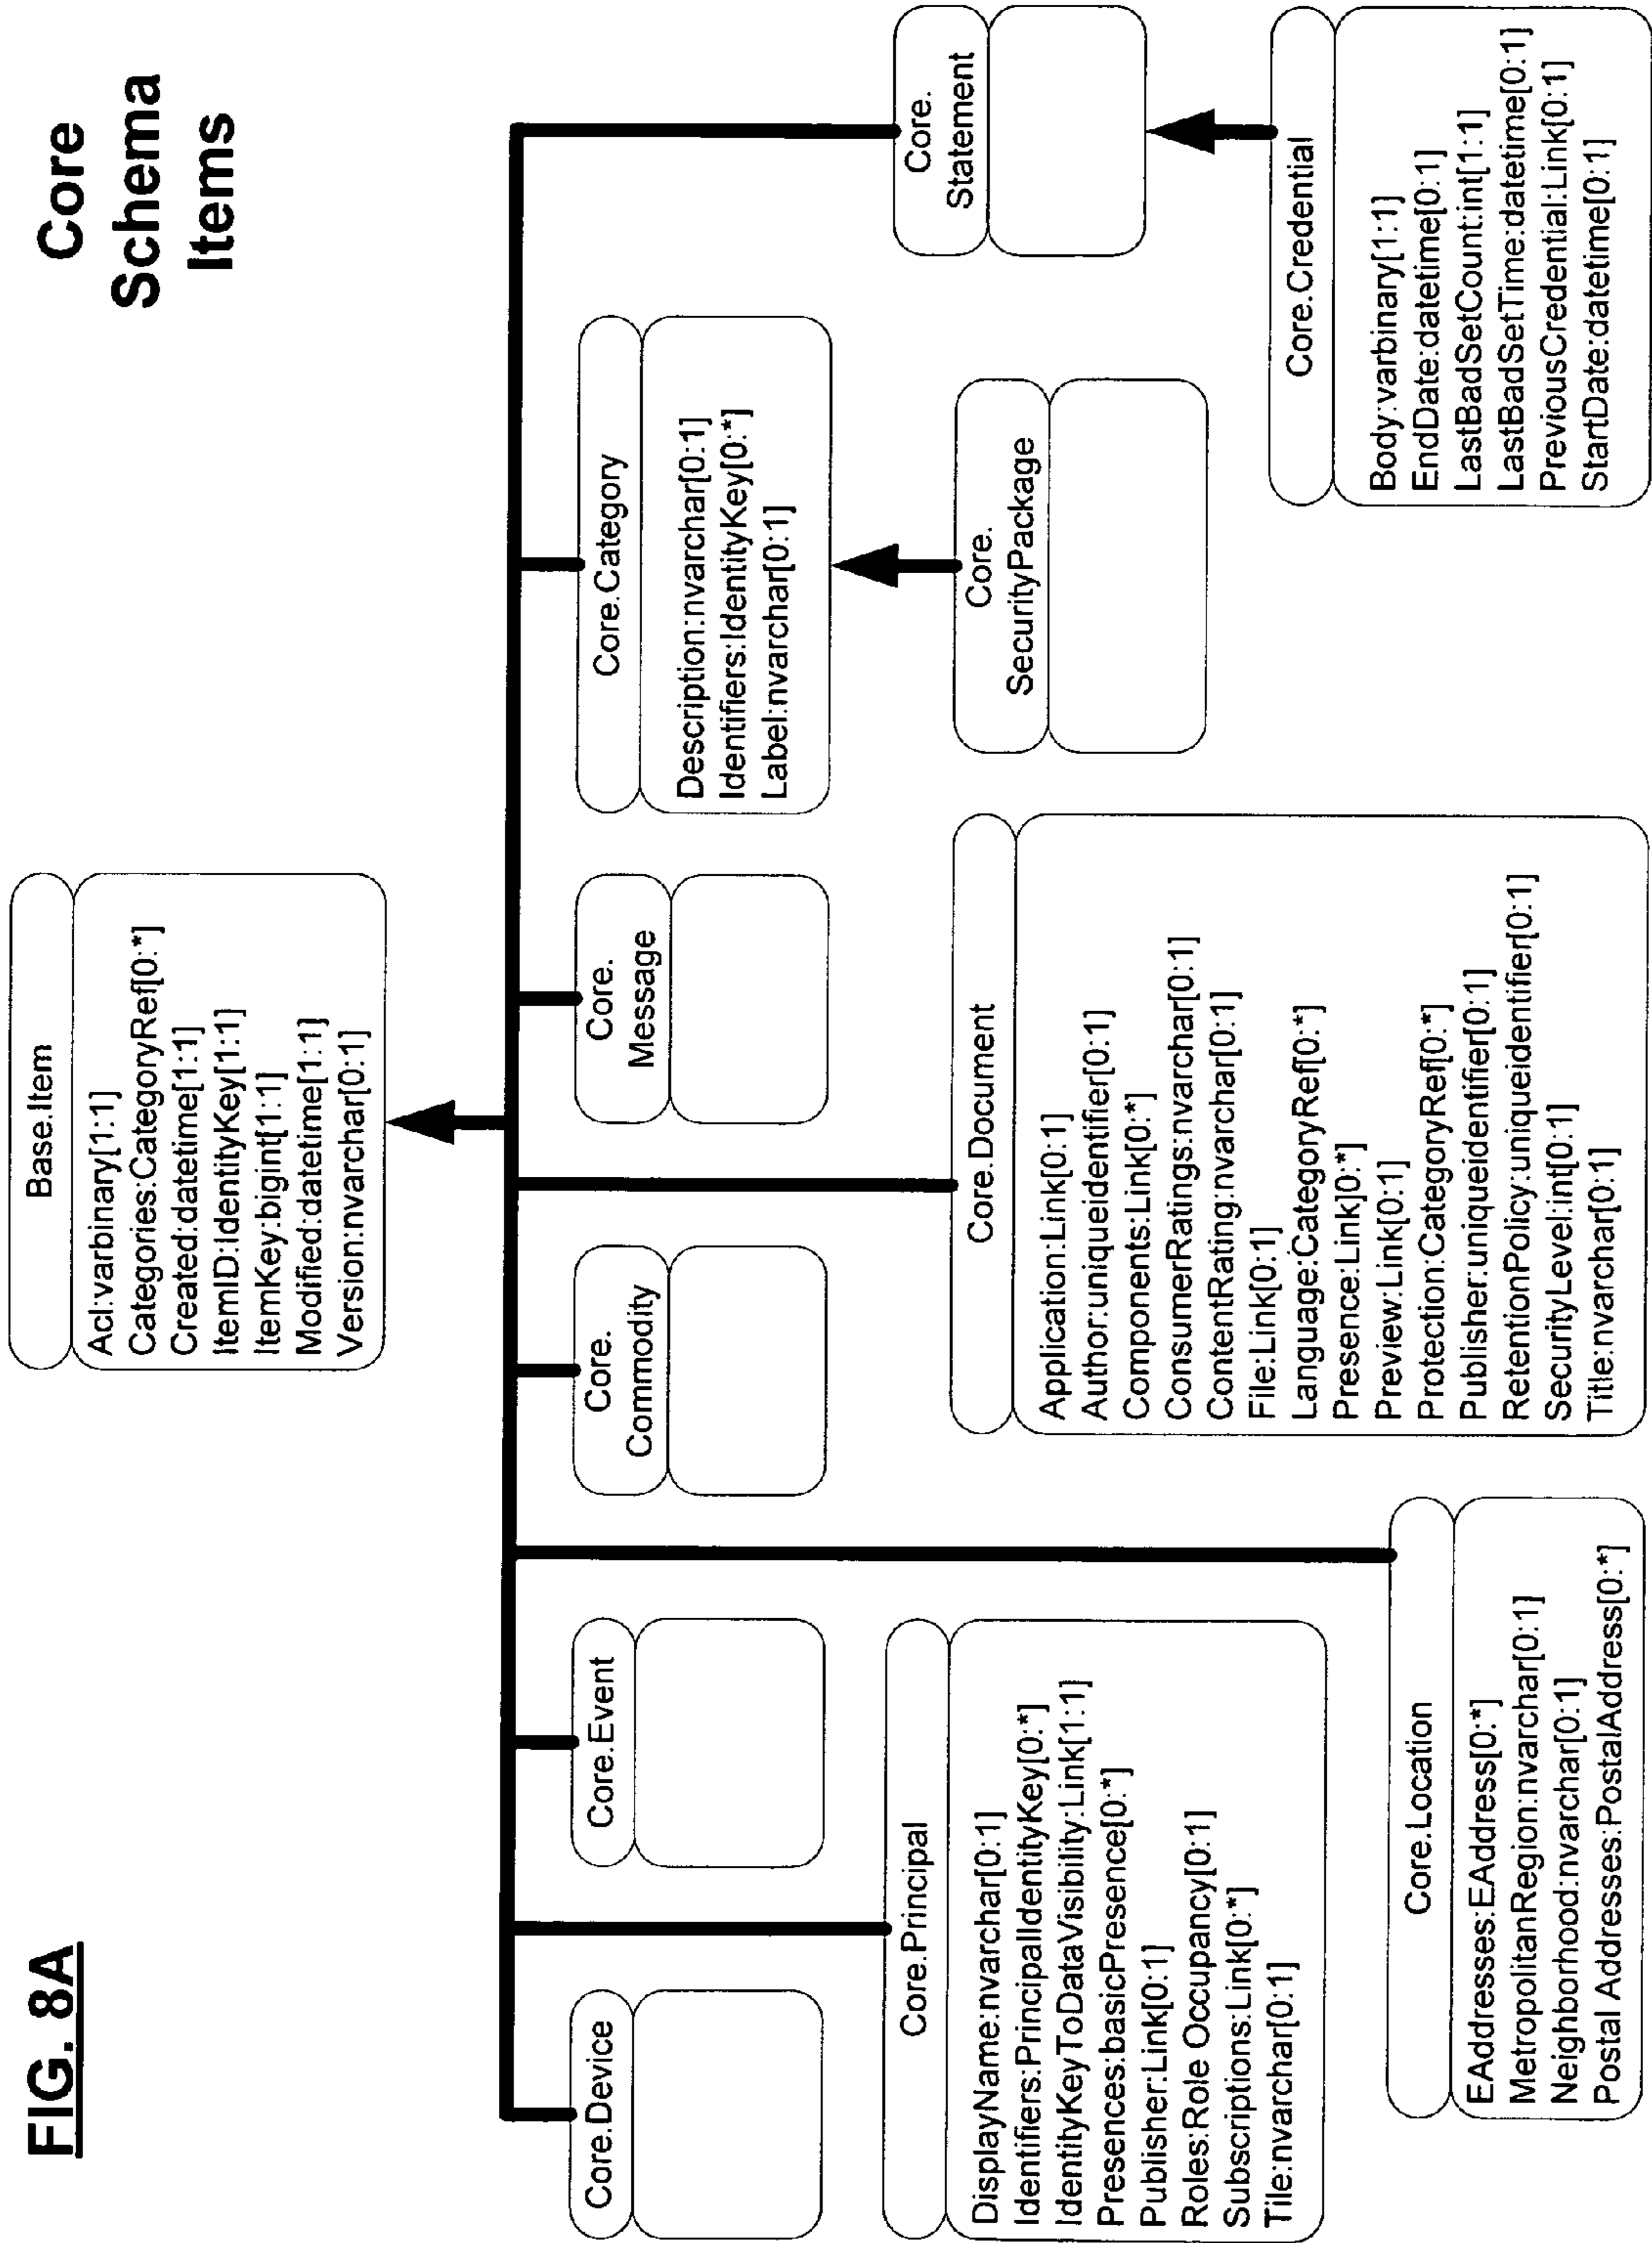 FIG. 8A
Core
Schema
Items
Base.Item
Acl:varbinary[1:1]
Categories:CategoryRef[0:*]
Created:datetime[1:1]
ItemID:IdentityKey[1:1]
ItemKey:bigint[1:1]
Modified:datetime[1:1]
Version:nvarchar[0:1]
Core.Device
Core.Event
Core.
Commodity
Core.
Message
Core.Category
Description:nvarchar[0:1]
Identifiers:IdentityKey[0:*]
Label:nvarchar[0:1]
Core.
Statement
Core.Principal
DisplayName:nvarchar[0:1]
Identifiers:PrincipalIdentityKey[0:*]
IdentityKeyToDataVisibility:Link[1:1]
Presences:basicPresence[0:*]
Publisher:Link[0:1]
Roles:Role Occupancy[0:1]
Subscriptions:Link[0:*]
Tile:nvarchar[0:1]
Core.Document
Application:Link[0:1]
Author:uniqueidentifier[0:1]
Components:Link[0:*]
ConsumerRatings:nvarchar[0:1]
ContentRating:nvarchar[0:1]
File:Link[0:1]
Language:CategoryRef[0:*]
Presence:Link]0:*]
Preview:Link[0:1]
Protection:CategoryRef[0:*]
Publisher:uniqueidentifier[0:1]
RetentionPolicy:uniqueidentifier[0:1]
SecurityLevel:int[0:1]
Title:nvarchar[0:1]
Core.
SecurityPackage
Core.Location
EAddresses:EAddress[0:*]
MetropolitanRegion:nvarchar[0:1]
Neighborhood:nvarchar[0:1]
Postal Addresses:PostalAddress[0:*]
Core.Credential
Body:varbinary[1:1]
EndDate:datetime[0:1]
LastBadSetCount:int[1:1]
LastBadSetTime:datetime[0:1]
PreviousCredential:Link[0:1]
StartDate:datetime[0:1]